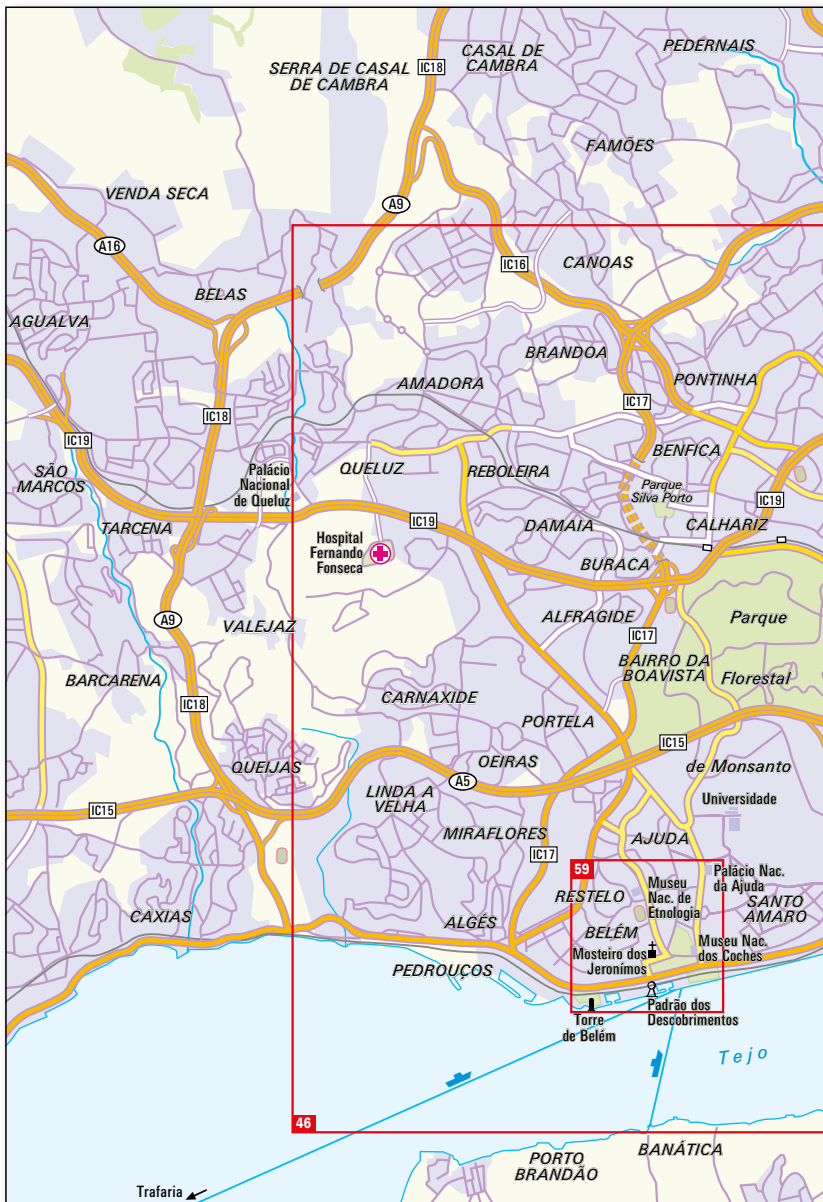 PEDERNAIS
CASAL DE
CAMBRA
SERRA DE CASAL
DE CAMBRA
IC18
FAMÕES
VENDA SECA
A9
A16
CANOAS
IC16
BELAS
AGUALVA
BRANDOA
AMADORA
PONTINHA
IC17
IC18
IC19
BENFICA
SÃO
MARCOS
Palácio
Nacional
de Queluz
QUELUZ
REBOLEIRA
Parque
Silva Porto
IC19
TARCENA
IC19
DAMAIA
CALHARIZ
Hospital
Fernando
Fonseca
BURACA
A9
VALEJAZ
ALFRAGIDE
IC17
Parque
BARCARENA
BAIRRO DA
BOAVISTA
Florestal
IC18
CARNAXIDE
PORTELA
IC15
QUEIJAS
OEIRAS
A5
de Monsanto
LINDA A
VELHA
IC15
Universidade
MIRAFLORES
AJUDA
IC17
59
Palácio Nac.
da Ajuda
RESTELO
Museu
Nac. de
Etnologia
SANTO
AMARO
CAXIAS
ALGÉS
BELÉM
Mosteiro dos
Jeronímos
Museu Nac.
dos Coches
PEDROUÇOS
Padrão dos
Descobrimentos
Torre
de Belém
Tejo
46
BANÁTICA
PORTO
BRANDÃO
Trafaria